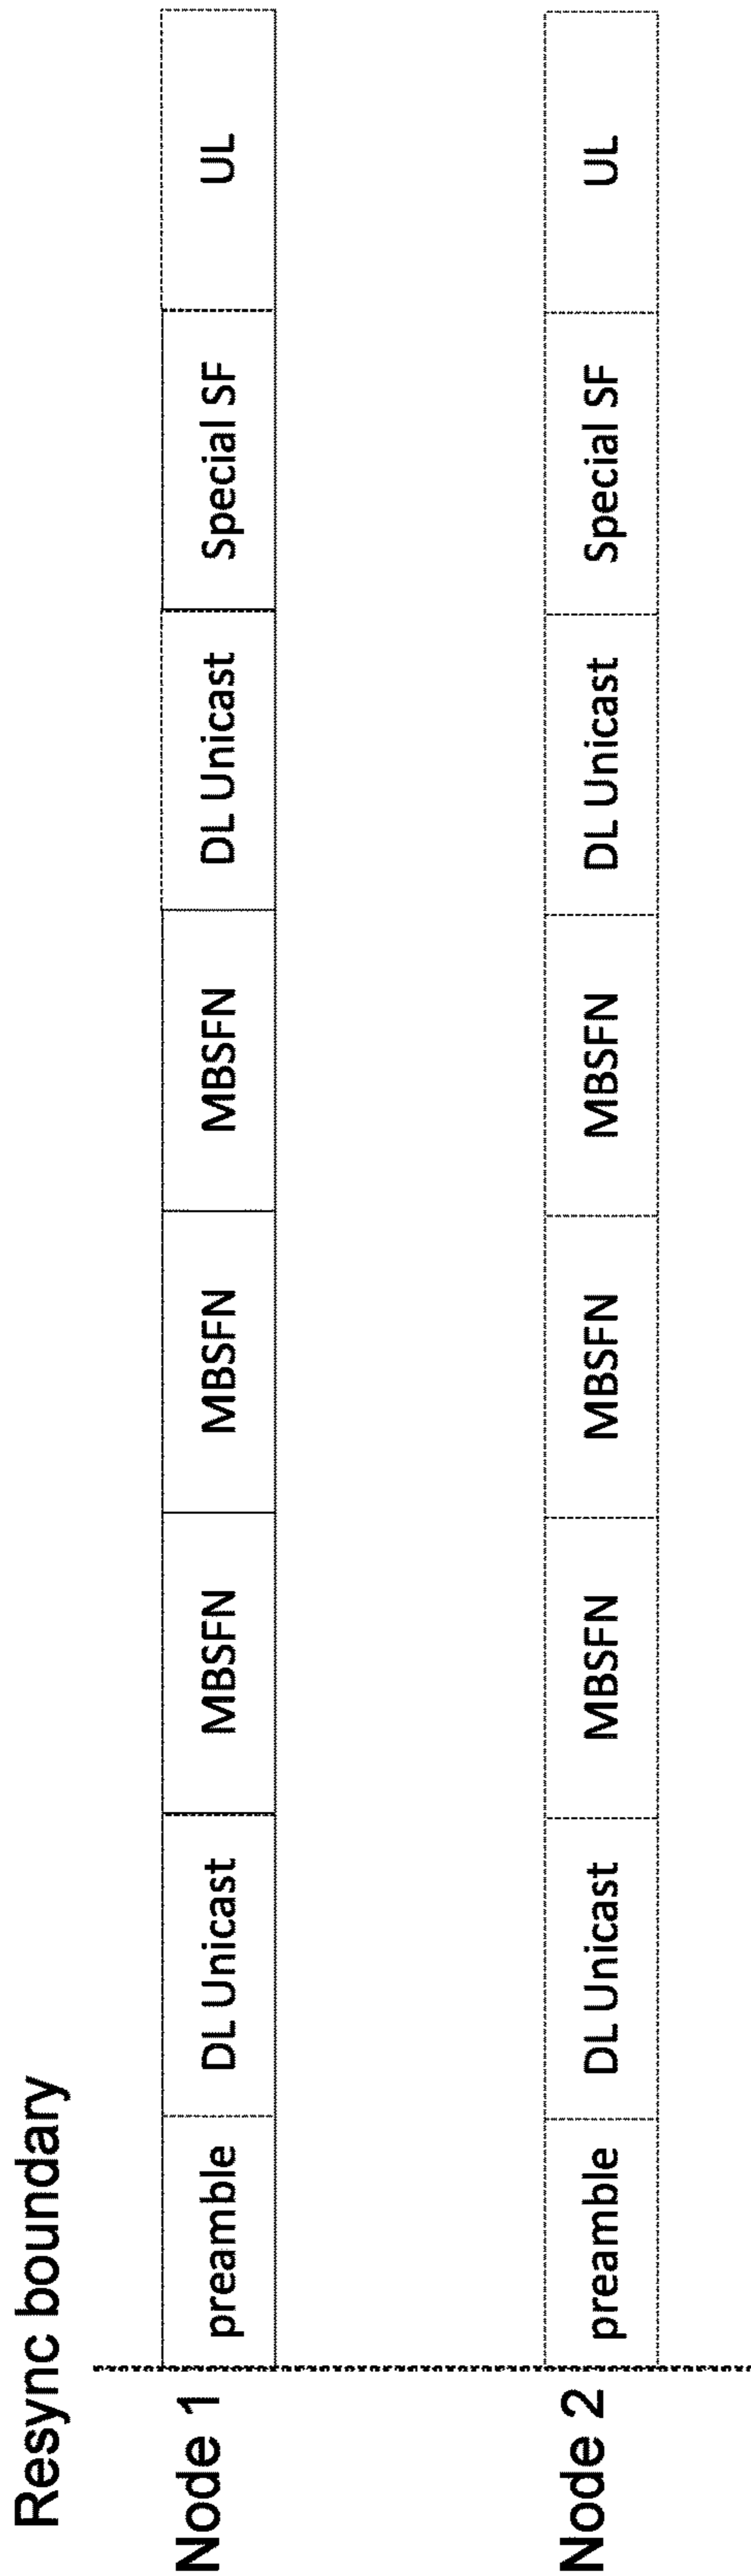 Resync boundary
Node 1 preamble DL Unicast MBSFN MBSFN MBSFN DL Unicast Special SF UL
Node 2 preamble DL Unicast MBSFN MBSFN MBSFN DL Unicast Special SF UL